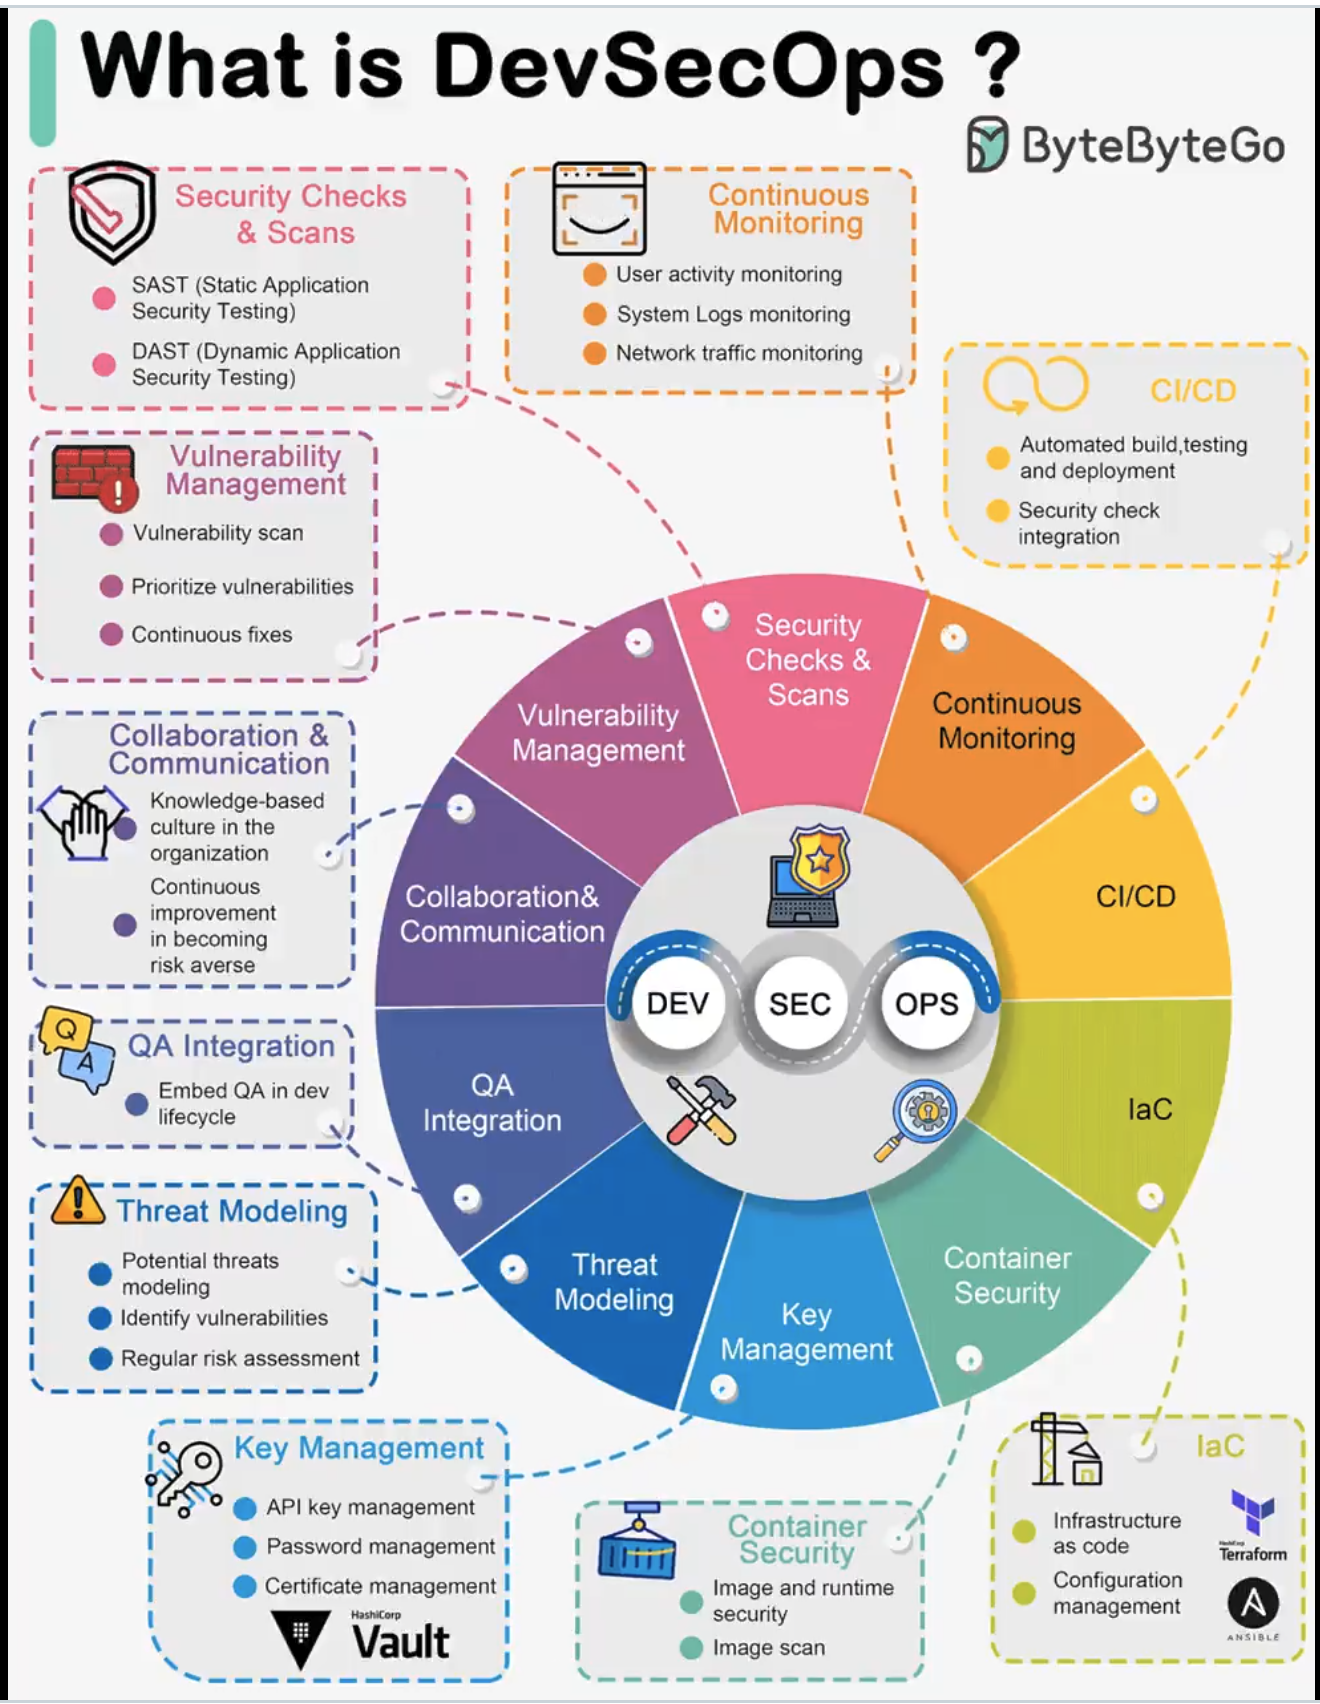 What is DevSecOps ?
ByteByteGo
Security Checks
& Scans
SAST (Static Application
Security Testing)
DAST (Dynamic Application
Security Testing)
Continuous
Monitoring
User activity monitoring
System Logs monitoring
Network traffic monitoring
CI/CD
Automated build,testing
and deployment
Security check
integration
Vulnerability
Management
Vulnerability scan
Prioritize vulnerabilities
Continuous fixes
Collaboration &
Communication
Knowledge-based
culture in the
organization
Continuous
improvement
in becoming
risk averse
Q
A
QA Integration
Embed QA in dev
lifecycle
Threat Modeling
Potential threats
modeling
Identify vulnerabilities
Regular risk assessment
Security
Checks &
Scans
Continuous
Monitoring
CI/CD
IaC
Container
Security
Key
Management
Threat
Modeling
QA
Integration
Collaboration&
Communication
Vulnerability
Management
DEV
SEC
OPS
Key Management
API key management
Password management
Certificate management
HashiCorp
Vault
Container
Security
Image and runtime
security
Image scan
IaC
Infrastructure
as code
Configuration
management
HashiCorp
Terraform
A
ANSIBLE